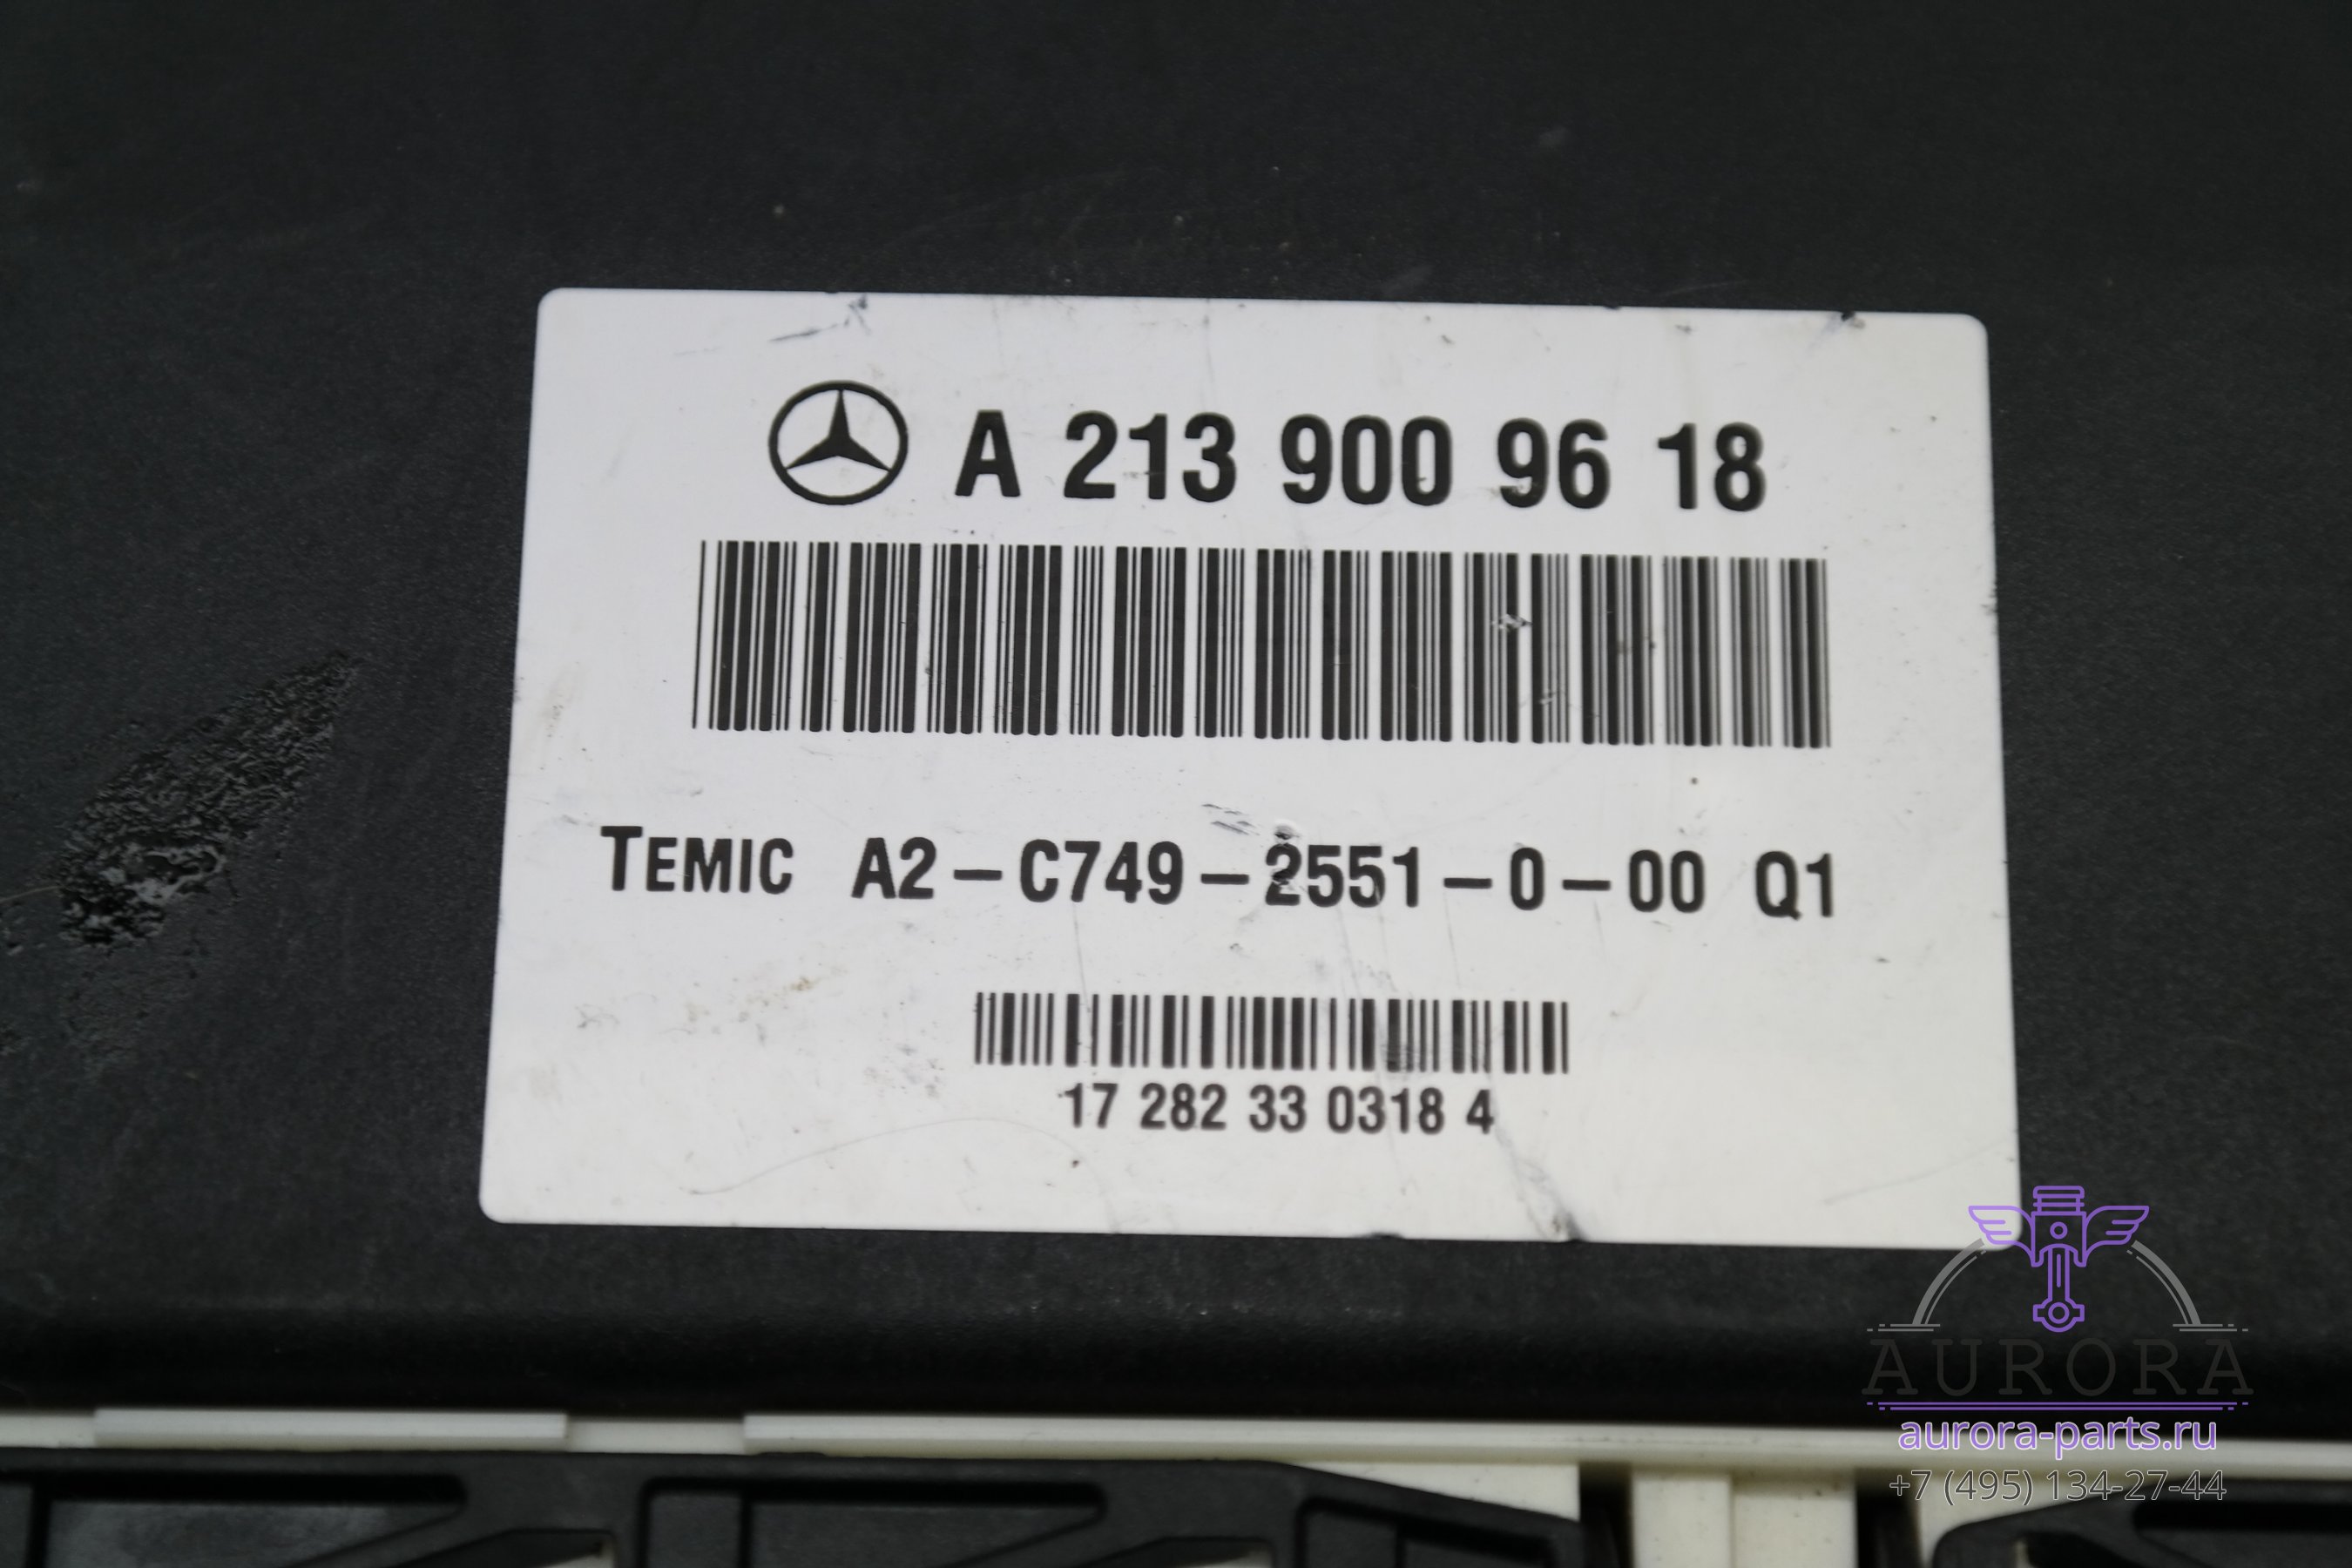 A 213 900 96 18
TEMIC A2-C749-2551-0-00 Q1
17 282 33 0318 4
AURORA
aurora-parts.ru
+7 (495) 134-27-44